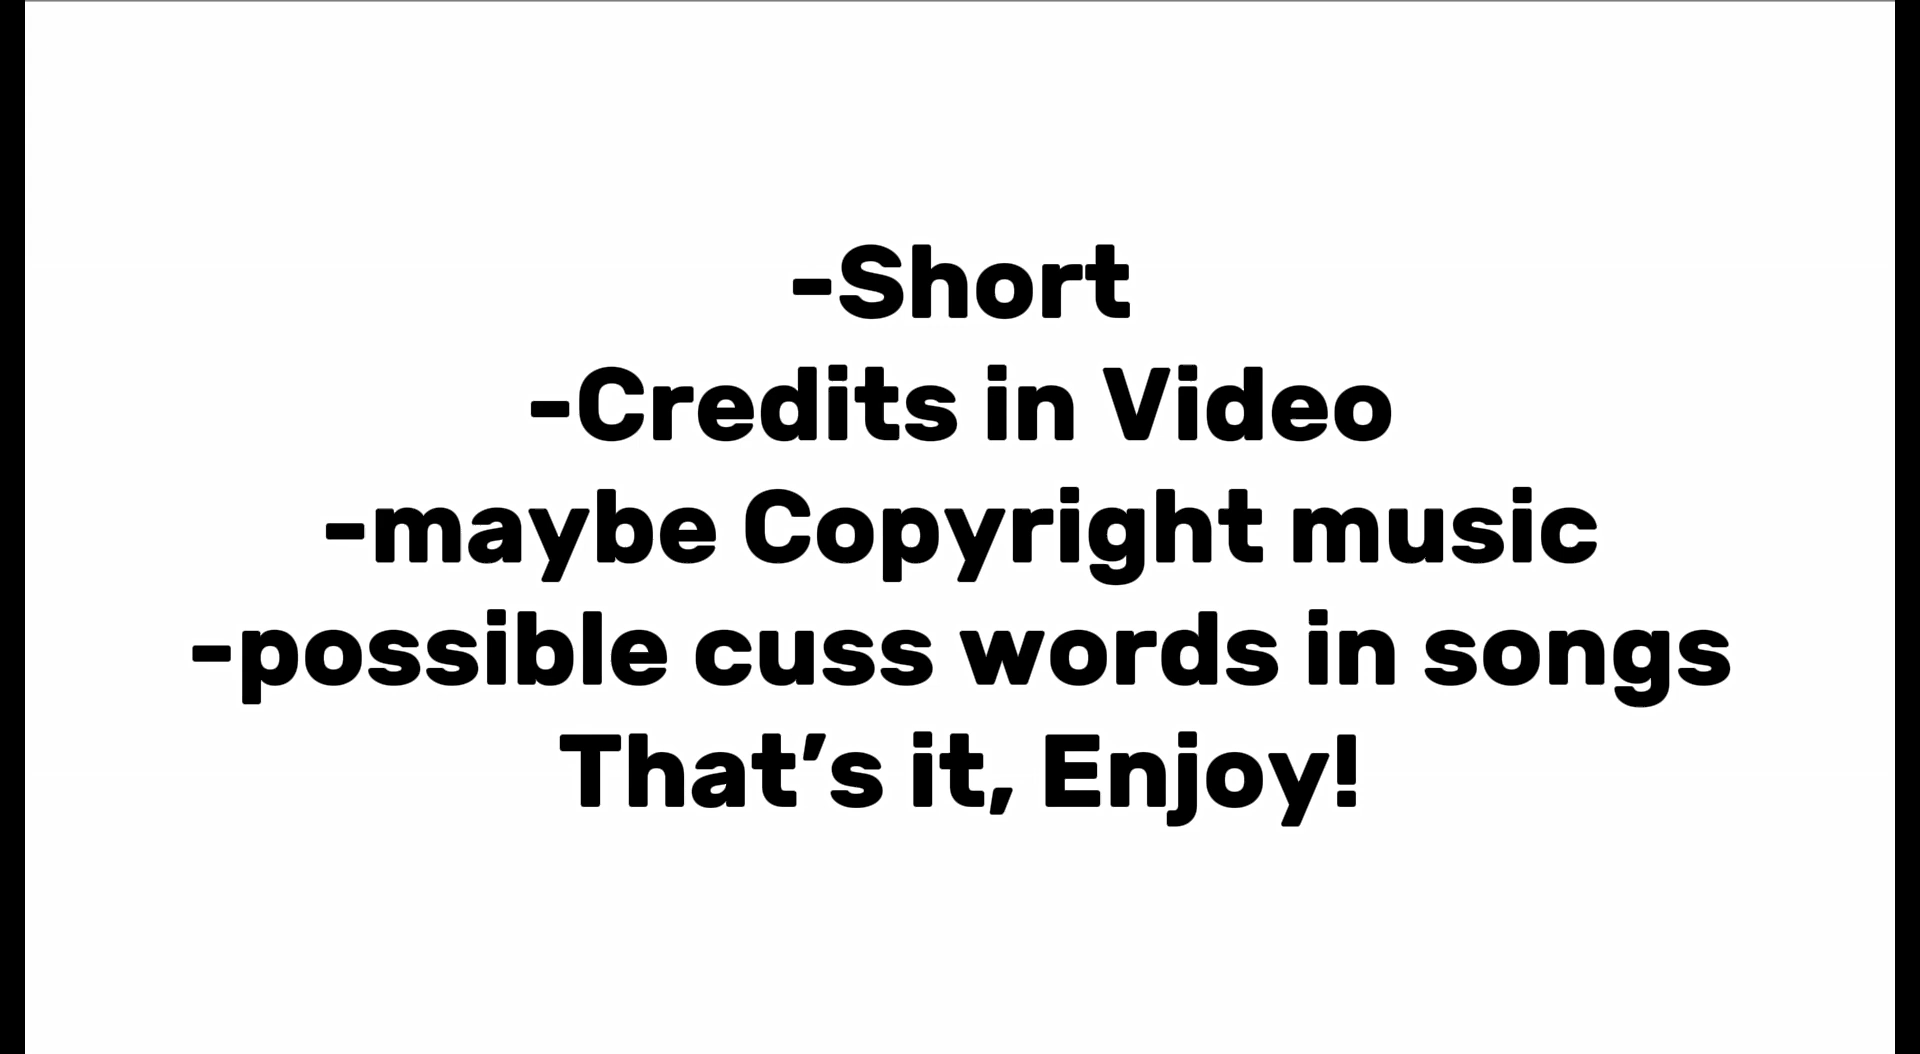 -Short
-Credits in Video
-maybe Copyright music
-possible cuss words in songs
That’s it, Enjoy!